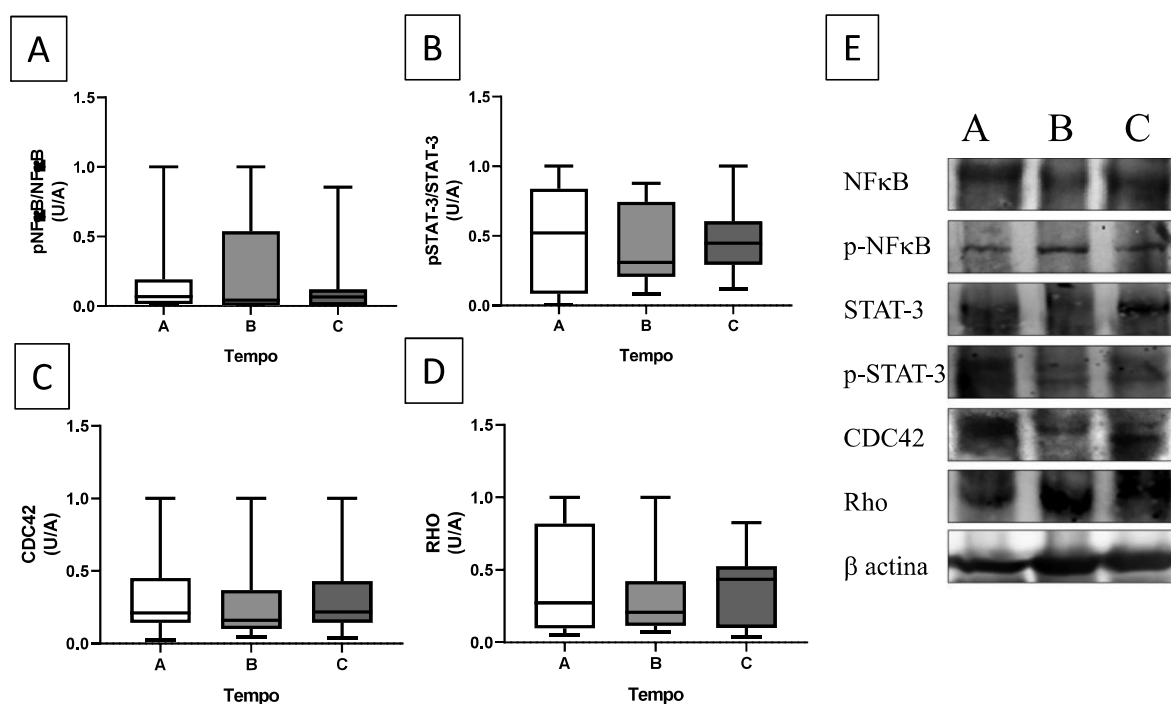 A
pNFκB/NFκB
(U/A)
1.5
1.0
0.5
0.0
A B C
Tempo
B
pSTAT-3/STAT-3
(U/A)
1.5
1.0
0.5
0.0
A B C
Tempo
C
CDC42
(U/A)
1.5
1.0
0.5
0.0
A B C
Tempo
D
RHO
(U/A)
1.5
1.0
0.5
0.0
A B C
Tempo
E
A B C
NFκB
p-NFκB
STAT-3
p-STAT-3
CDC42
Rho
β actina